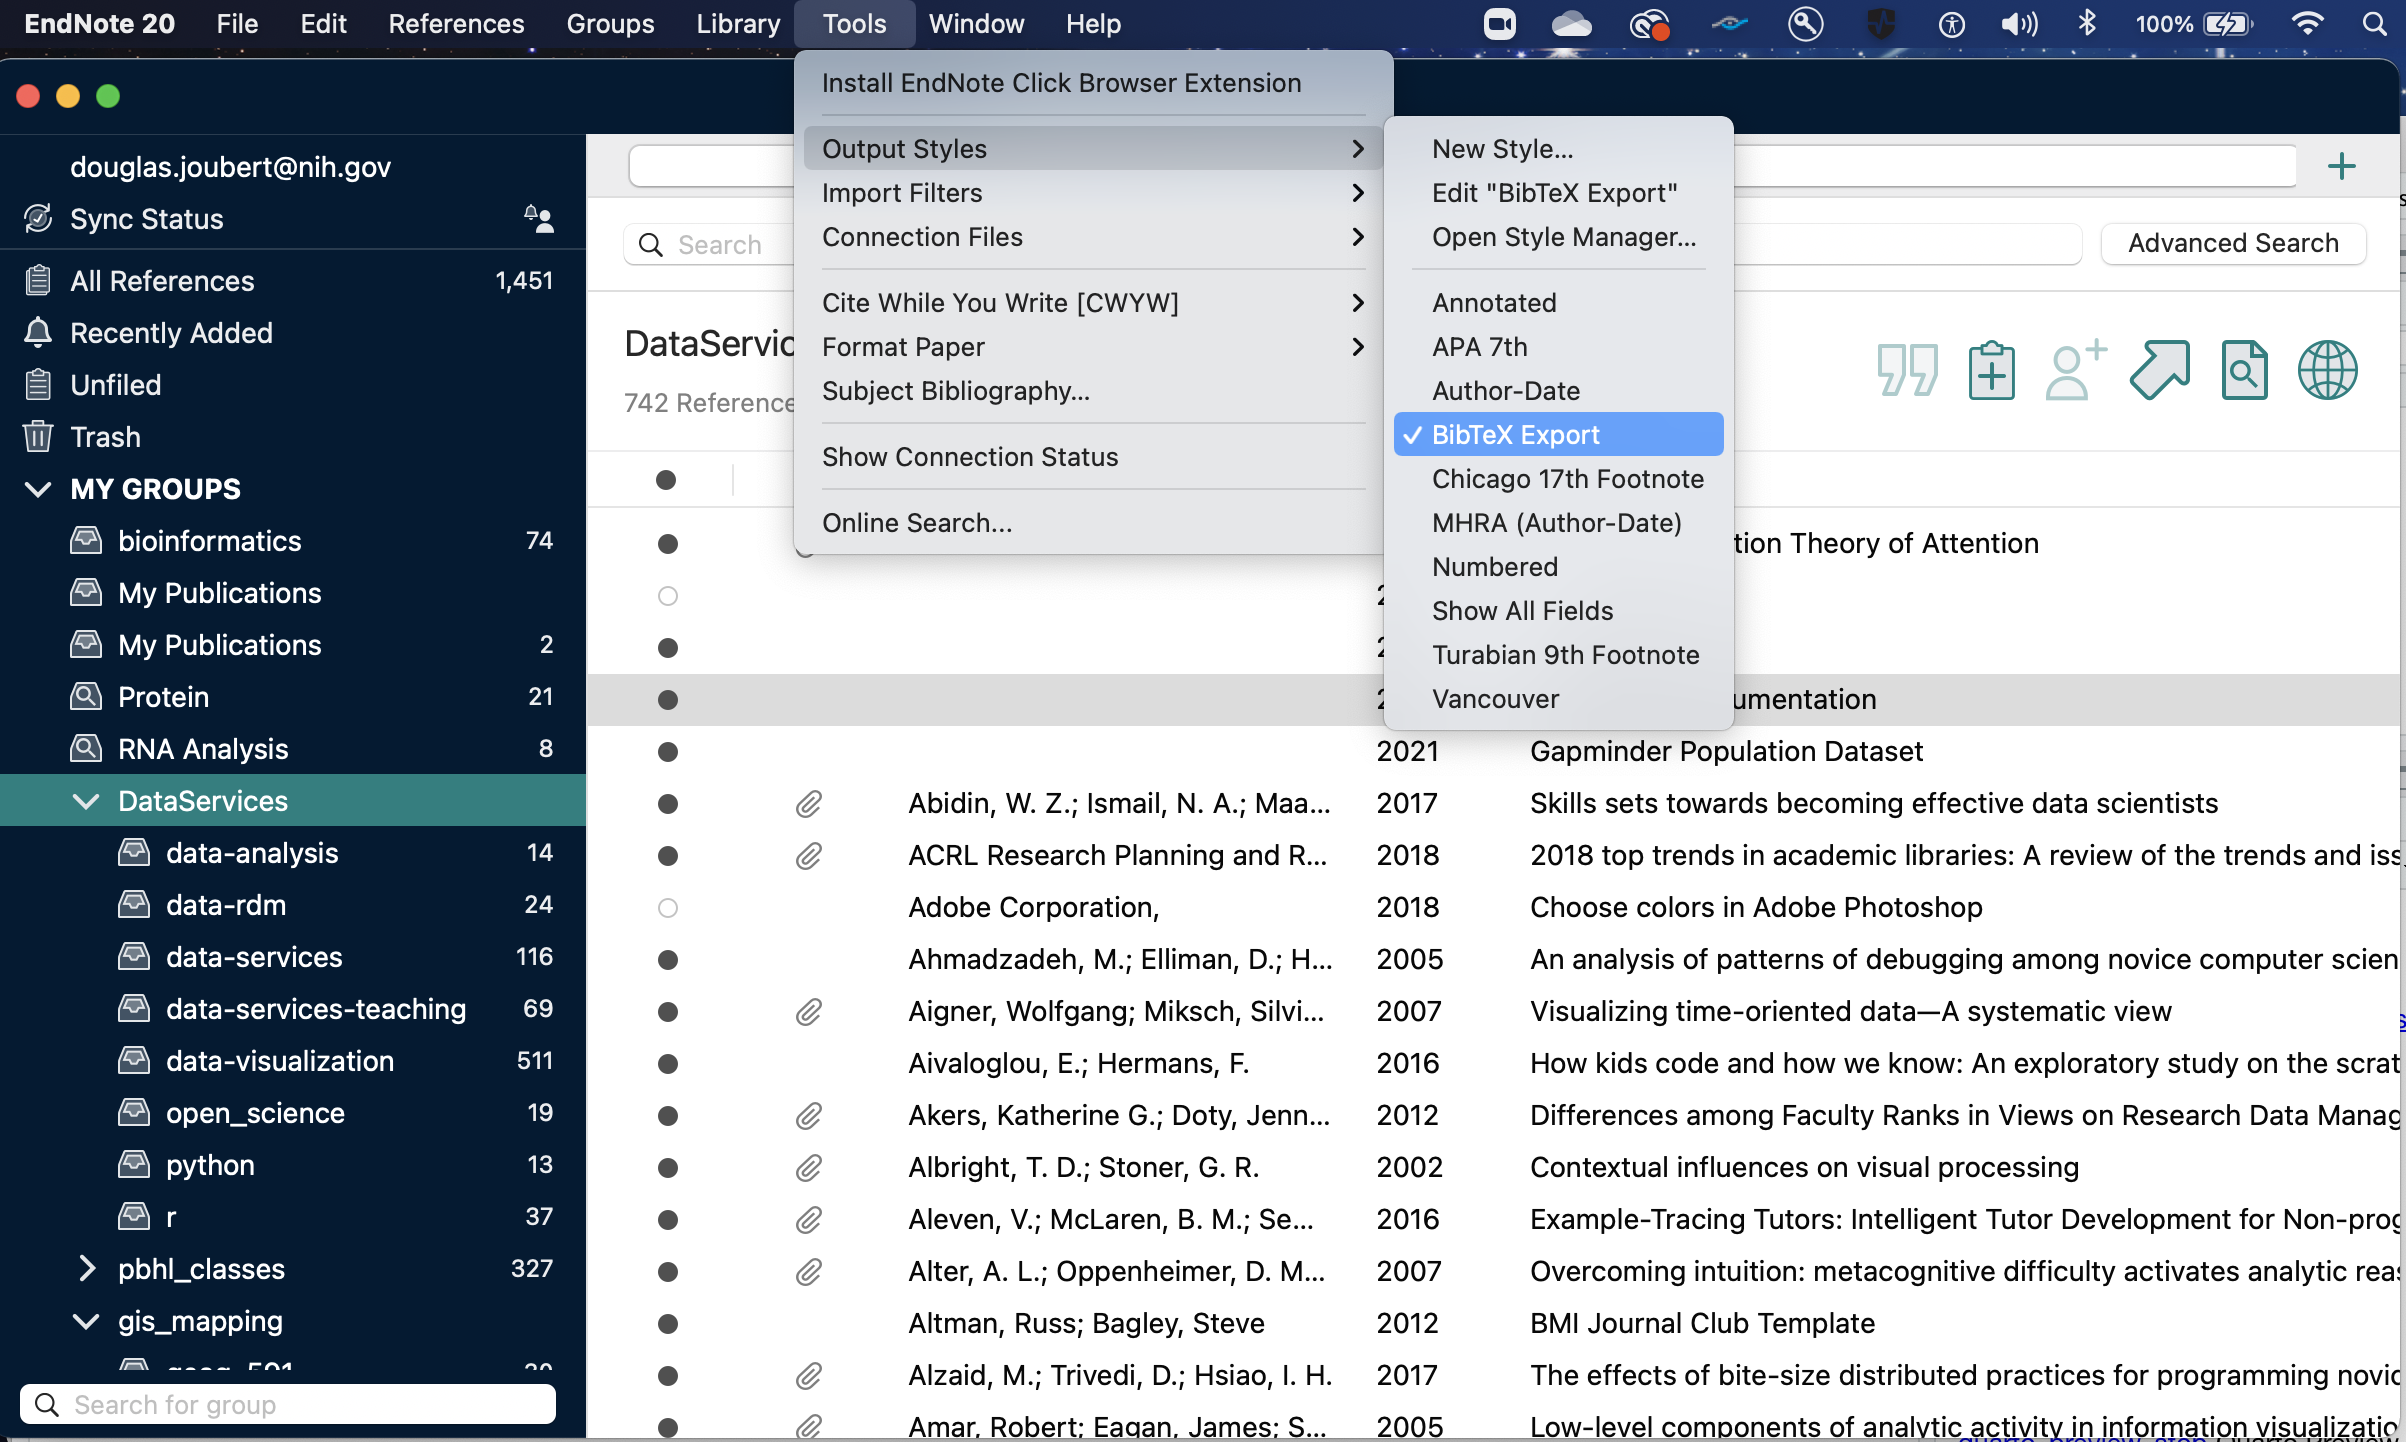 EndNote 20 File Edit References Groups Library Tools Window Help 100%
Install EndNote Click Browser Extension
Output Styles
Import Filters
Connection Files
Cite While You Write [CWYW]
Format Paper
Subject Bibliography...
Show Connection Status
Online Search...
New Style...
Edit "BibTeX Export"
Open Style Manager...
Annotated
APA 7th
Author-Date
✓ BibTeX Export
Chicago 17th Footnote
MHRA (Author-Date)
Numbered
Show All Fields
Turabian 9th Footnote
Vancouver
douglas.joubert@nih.gov
Sync Status
All References 1,451
Recently Added
Unfiled
Trash
MY GROUPS
bioinformatics 74
My Publications
My Publications 2
Protein 21
RNA Analysis 8
DataServices
data-analysis 14
data-rdm 24
data-services 116
data-services-teaching 69
data-visualization 511
open_science 19
python 13
r 37
pbhl_classes 327
gis_mapping
Search for group
Search
Advanced Search
DataServic
742 Reference
tion Theory of Attention
umentation
2021 Gapminder Population Dataset
Abidin, W. Z.; Ismail, N. A.; Maa... 2017 Skills sets towards becoming effective data scientists
ACRL Research Planning and R... 2018 2018 top trends in academic libraries: A review of the trends and iss
Adobe Corporation, 2018 Choose colors in Adobe Photoshop
Ahmadzadeh, M.; Elliman, D.; H... 2005 An analysis of patterns of debugging among novice computer scien
Aigner, Wolfgang; Miksch, Silvi... 2007 Visualizing time-oriented data—A systematic view
Aivaloglou, E.; Hermans, F. 2016 How kids code and how we know: An exploratory study on the scrat
Akers, Katherine G.; Doty, Jenn... 2012 Differences among Faculty Ranks in Views on Research Data Manag
Albright, T. D.; Stoner, G. R. 2002 Contextual influences on visual processing
Aleven, V.; McLaren, B. M.; Se... 2016 Example-Tracing Tutors: Intelligent Tutor Development for Non-prog
Alter, A. L.; Oppenheimer, D. M... 2007 Overcoming intuition: metacognitive difficulty activates analytic reas
Altman, Russ; Bagley, Steve 2012 BMI Journal Club Template
Alzaid, M.; Trivedi, D.; Hsiao, I. H. 2017 The effects of bite-size distributed practices for programming novic
Amar, Robert; Eagan, James; S... 2005 Low-level components of analytic activity in information visualizatio